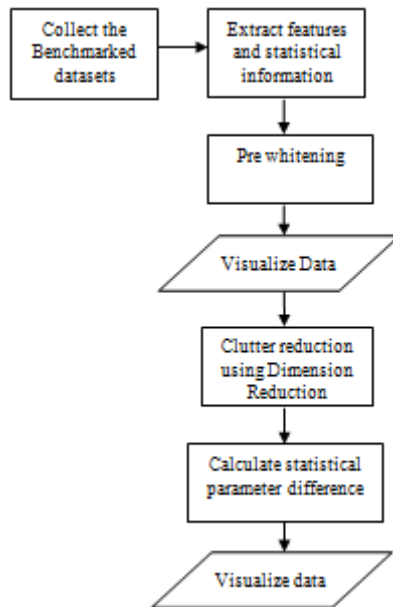 Collect the
Benchmarked
datasets
Extract features
and statistical
information
Pre whitening
Visualize Data
Clutter reduction
using Dimension
Reduction
Calculate statistical
parameter difference
Visualize data